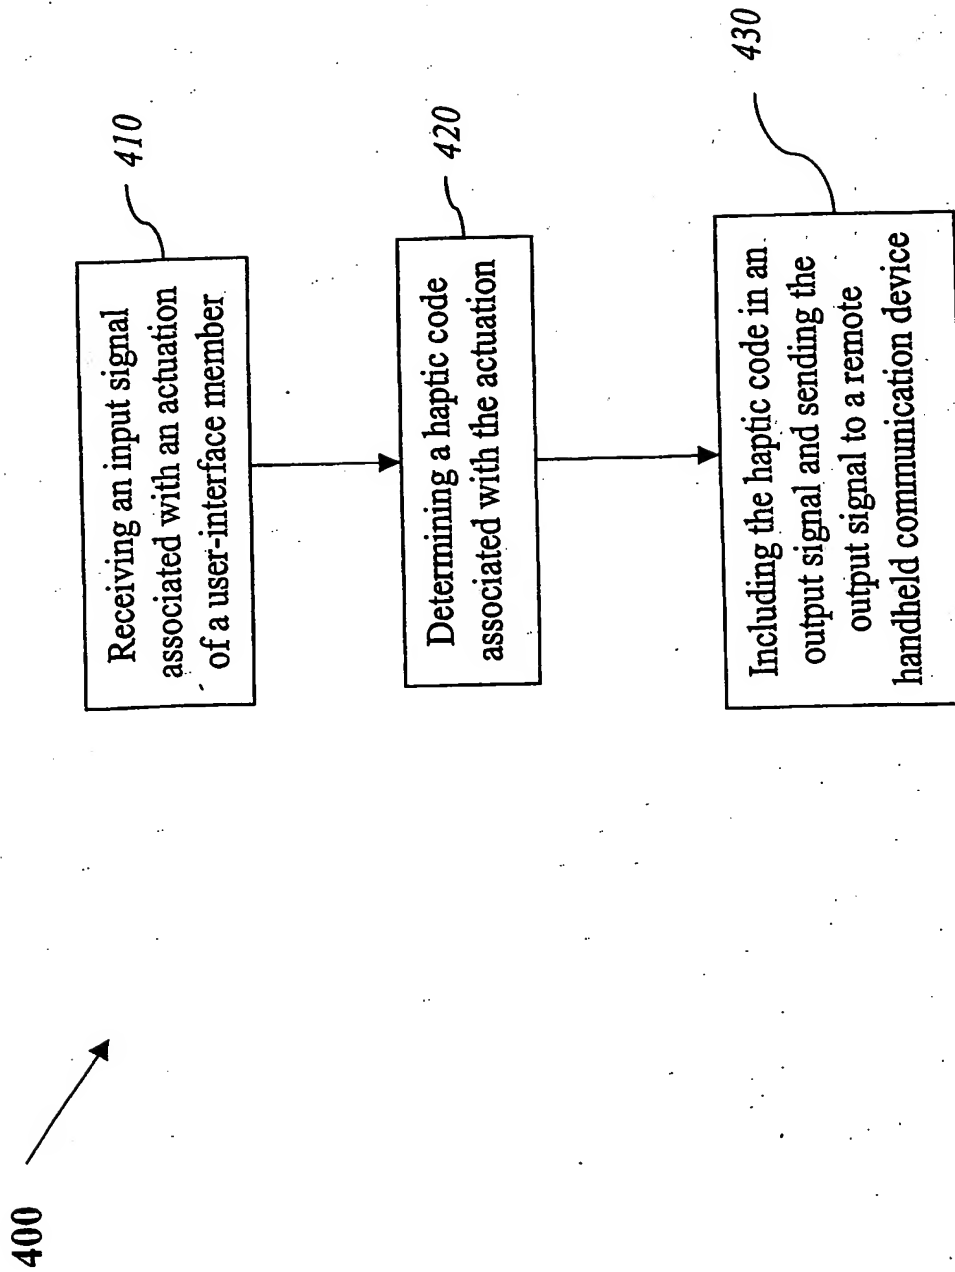 400
410
Receiving an input signal
associated with an actuation
of a user-interface member
420
Determining a haptic code
associated with the actuation
430
Including the haptic code in an
output signal and sending the
output signal to a remote
handheld communication device